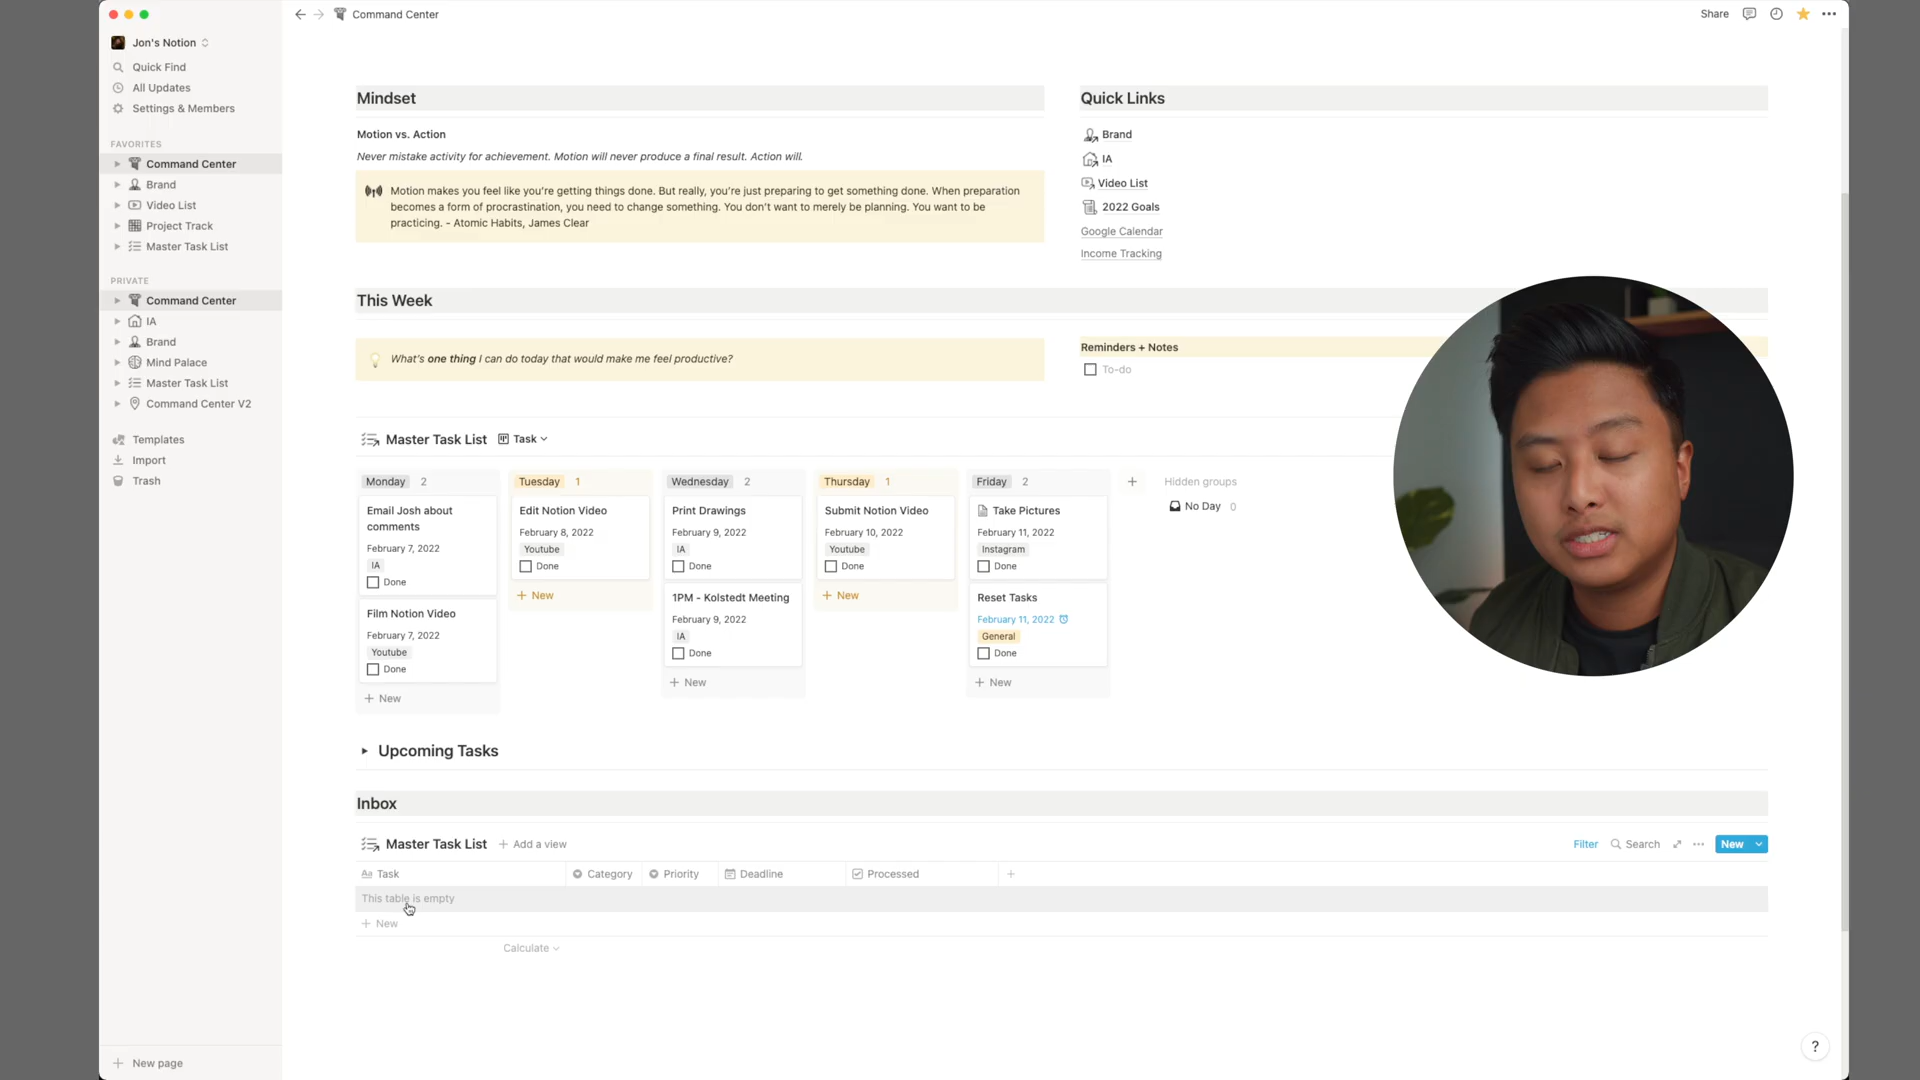 Command Center
Share
Jon's Notion
Quick Find
All Updates
Settings & Members
FAVORITES
Command Center
Brand
Video List
Project Track
Master Task List
PRIVATE
Command Center
IA
Brand
Mind Palace
Master Task List
Command Center V2
Templates
Import
Trash
New page
Mindset
Motion vs. Action
Never mistake activity for achievement. Motion will never produce a final result. Action will.
Motion makes you feel like you're getting things done. But really, you're just preparing to get something done. When preparation
becomes a form of procrastination, you need to change something. You don't want to merely be planning. You want to be
practicing. - Atomic Habits, James Clear
Quick Links
Brand
IA
Video List
2022 Goals
Google Calendar
Income Tracking
This Week
What's one thing I can do today that would make me feel productive?
Reminders + Notes
To-do
Master Task List Task
Monday 2
Email Josh about
comments
February 7, 2022
IA
Done
Film Notion Video
February 7, 2022
Youtube
Done
+ New
Tuesday 1
Edit Notion Video
February 8, 2022
Youtube
Done
+ New
Wednesday 2
Print Drawings
February 9, 2022
IA
Done
1PM - Kolstedt Meeting
February 9, 2022
IA
Done
+ New
Thursday 1
Submit Notion Video
February 10, 2022
Youtube
Done
+ New
Friday 2
Take Pictures
February 11, 2022
Instagram
Done
Reset Tasks
February 11, 2022
General
Done
+ New
+
Hidden groups
No Day 0
Upcoming Tasks
Inbox
Master Task List + Add a view
Filter Search ••• New
Aa Task Category Priority Deadline Processed +
This table is empty
+ New
Calculate
?